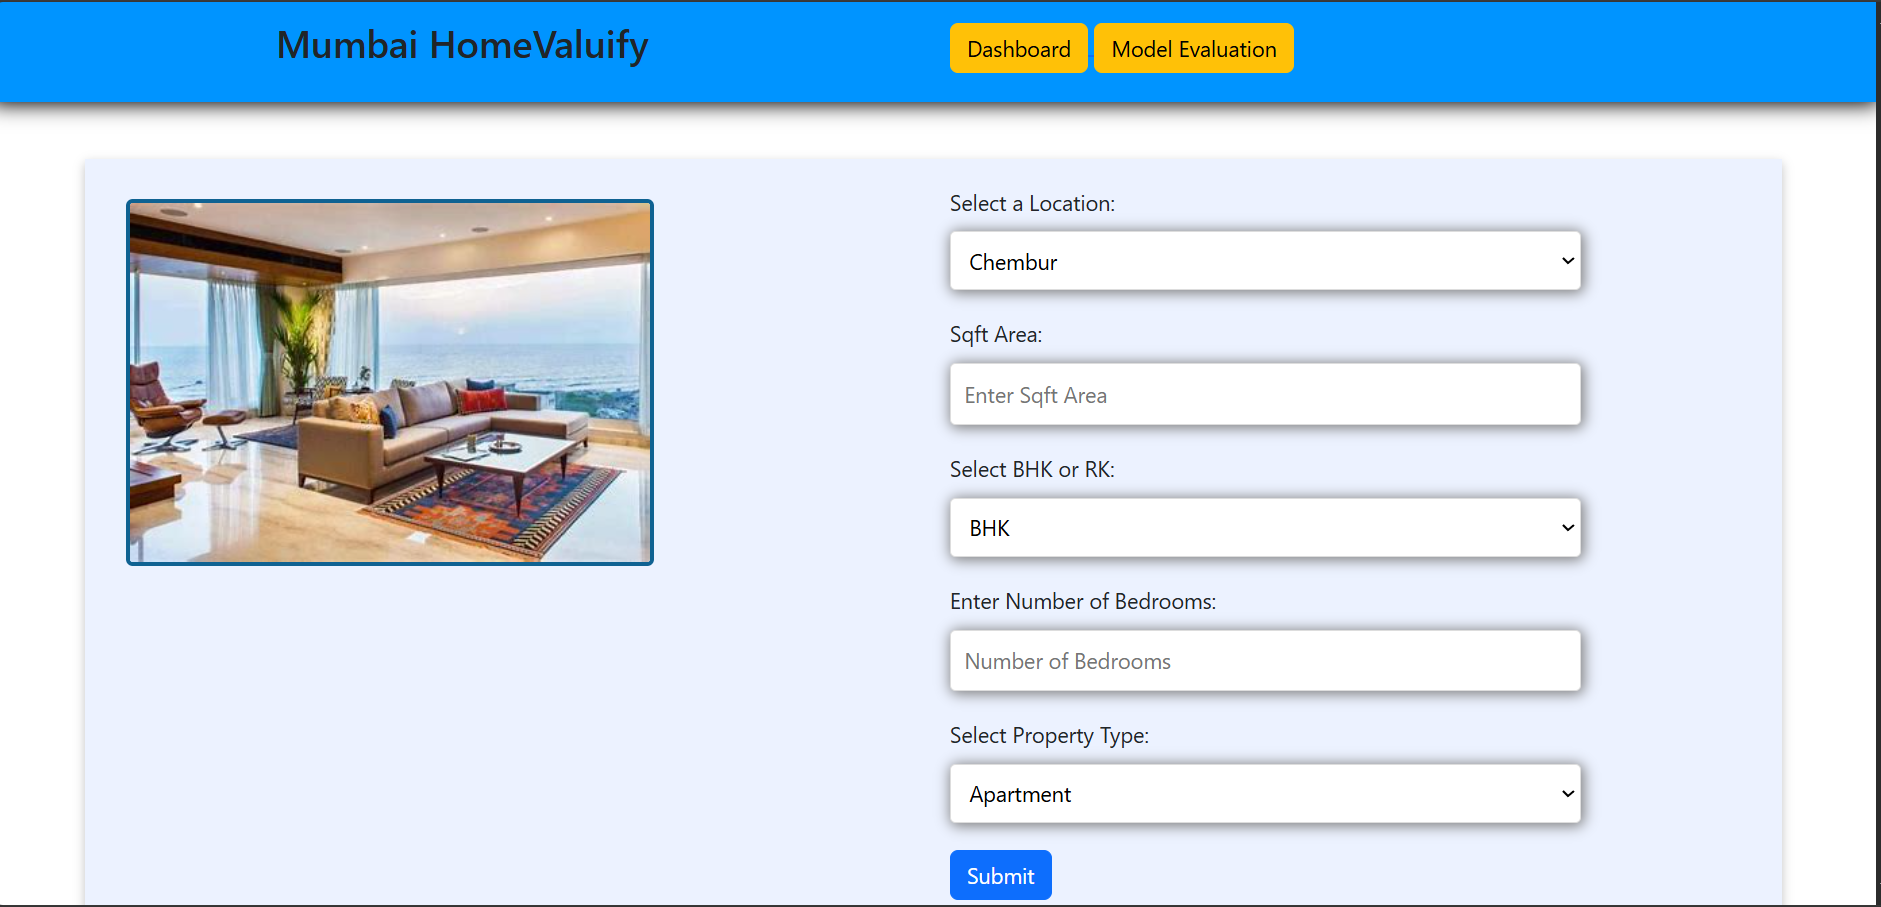 Mumbai HomeValuify
Dashboard
Model Evaluation
Select a Location:
Chembur
Sqft Area:
Enter Sqft Area
Select BHK or RK:
BHK
Enter Number of Bedrooms:
Number of Bedrooms
Select Property Type:
Apartment
Submit